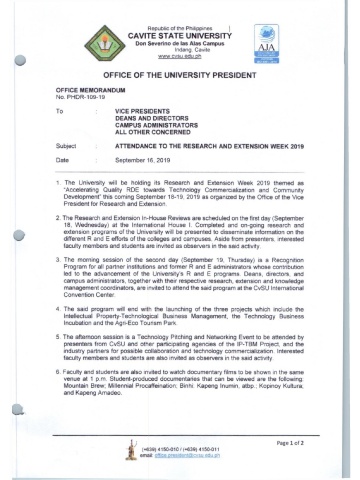 Republic of the Philippines
CAVITE STATE UNIVERSITY
Don Severino de las Alas Campus
Indang, Cavite
www.cvsu.edu.ph
AJA
OFFICE OF THE UNIVERSITY PRESIDENT
OFFICE MEMORANDUM
No. PHDR-109-19
To : VICE PRESIDENTS
DEANS AND DIRECTORS
CAMPUS ADMINISTRATORS
ALL OTHER CONCERNED
Subject : ATTENDANCE TO THE RESEARCH AND EXTENSION WEEK 2019
Date : September 16, 2019
1. The University will be holding its Research and Extension Week 2019 themed as
"Accelerating Quality RDE towards Technology Commercialization and Community
Development" this coming September 18-19, 2019 as organized by the Office of the Vice
President for Research and Extension.
2. The Research and Extension In-House Reviews are scheduled on the first day (September
18, Wednesday) at the International House I. Completed and on-going research and
extension programs of the University will be presented to disseminate information on the
different R and E efforts of the colleges and campuses. Aside from presenters, interested
faculty members and students are invited as observers in the said activity.
3. The morning session of the second day (September 19, Thursday) is a Recognition
Program for all partner institutions and former R and E administrators whose contribution
led to the advancement of the University's R and E programs. Deans, directors, and
campus administrators, together with their respective research, extension and knowledge
management coordinators, are invited to attend the said program at the CvSU International
Convention Center.
4. The said program will end with the launching of the three projects which include the
Intellectual Property-Technological Business Management, the Technology Business
Incubation and the Agri-Eco Tourism Park.
5. The afternoon session is a Technology Pitching and Networking Event to be attended by
presenters from CvSU and other participating agencies of the IP-TBM Project, and the
industry partners for possible collaboration and technology commercialization. Interested
faculty members and students are also invited as observers in the said activity.
6. Faculty and students are also invited to watch documentary films to be shown in the same
venue at 1 p.m. Student-produced documentaries that can be viewed are the following:
Mountain Brew; Millennial Procaffeination; Binhi; Kapeng Inumin, atbp.; Kopinoy Kultura;
and Kapeng Amadeo.
Page 1 of 2
(+639) 4150-010 / (+639) 4150-011
email: office.president@cvsu.edu.ph